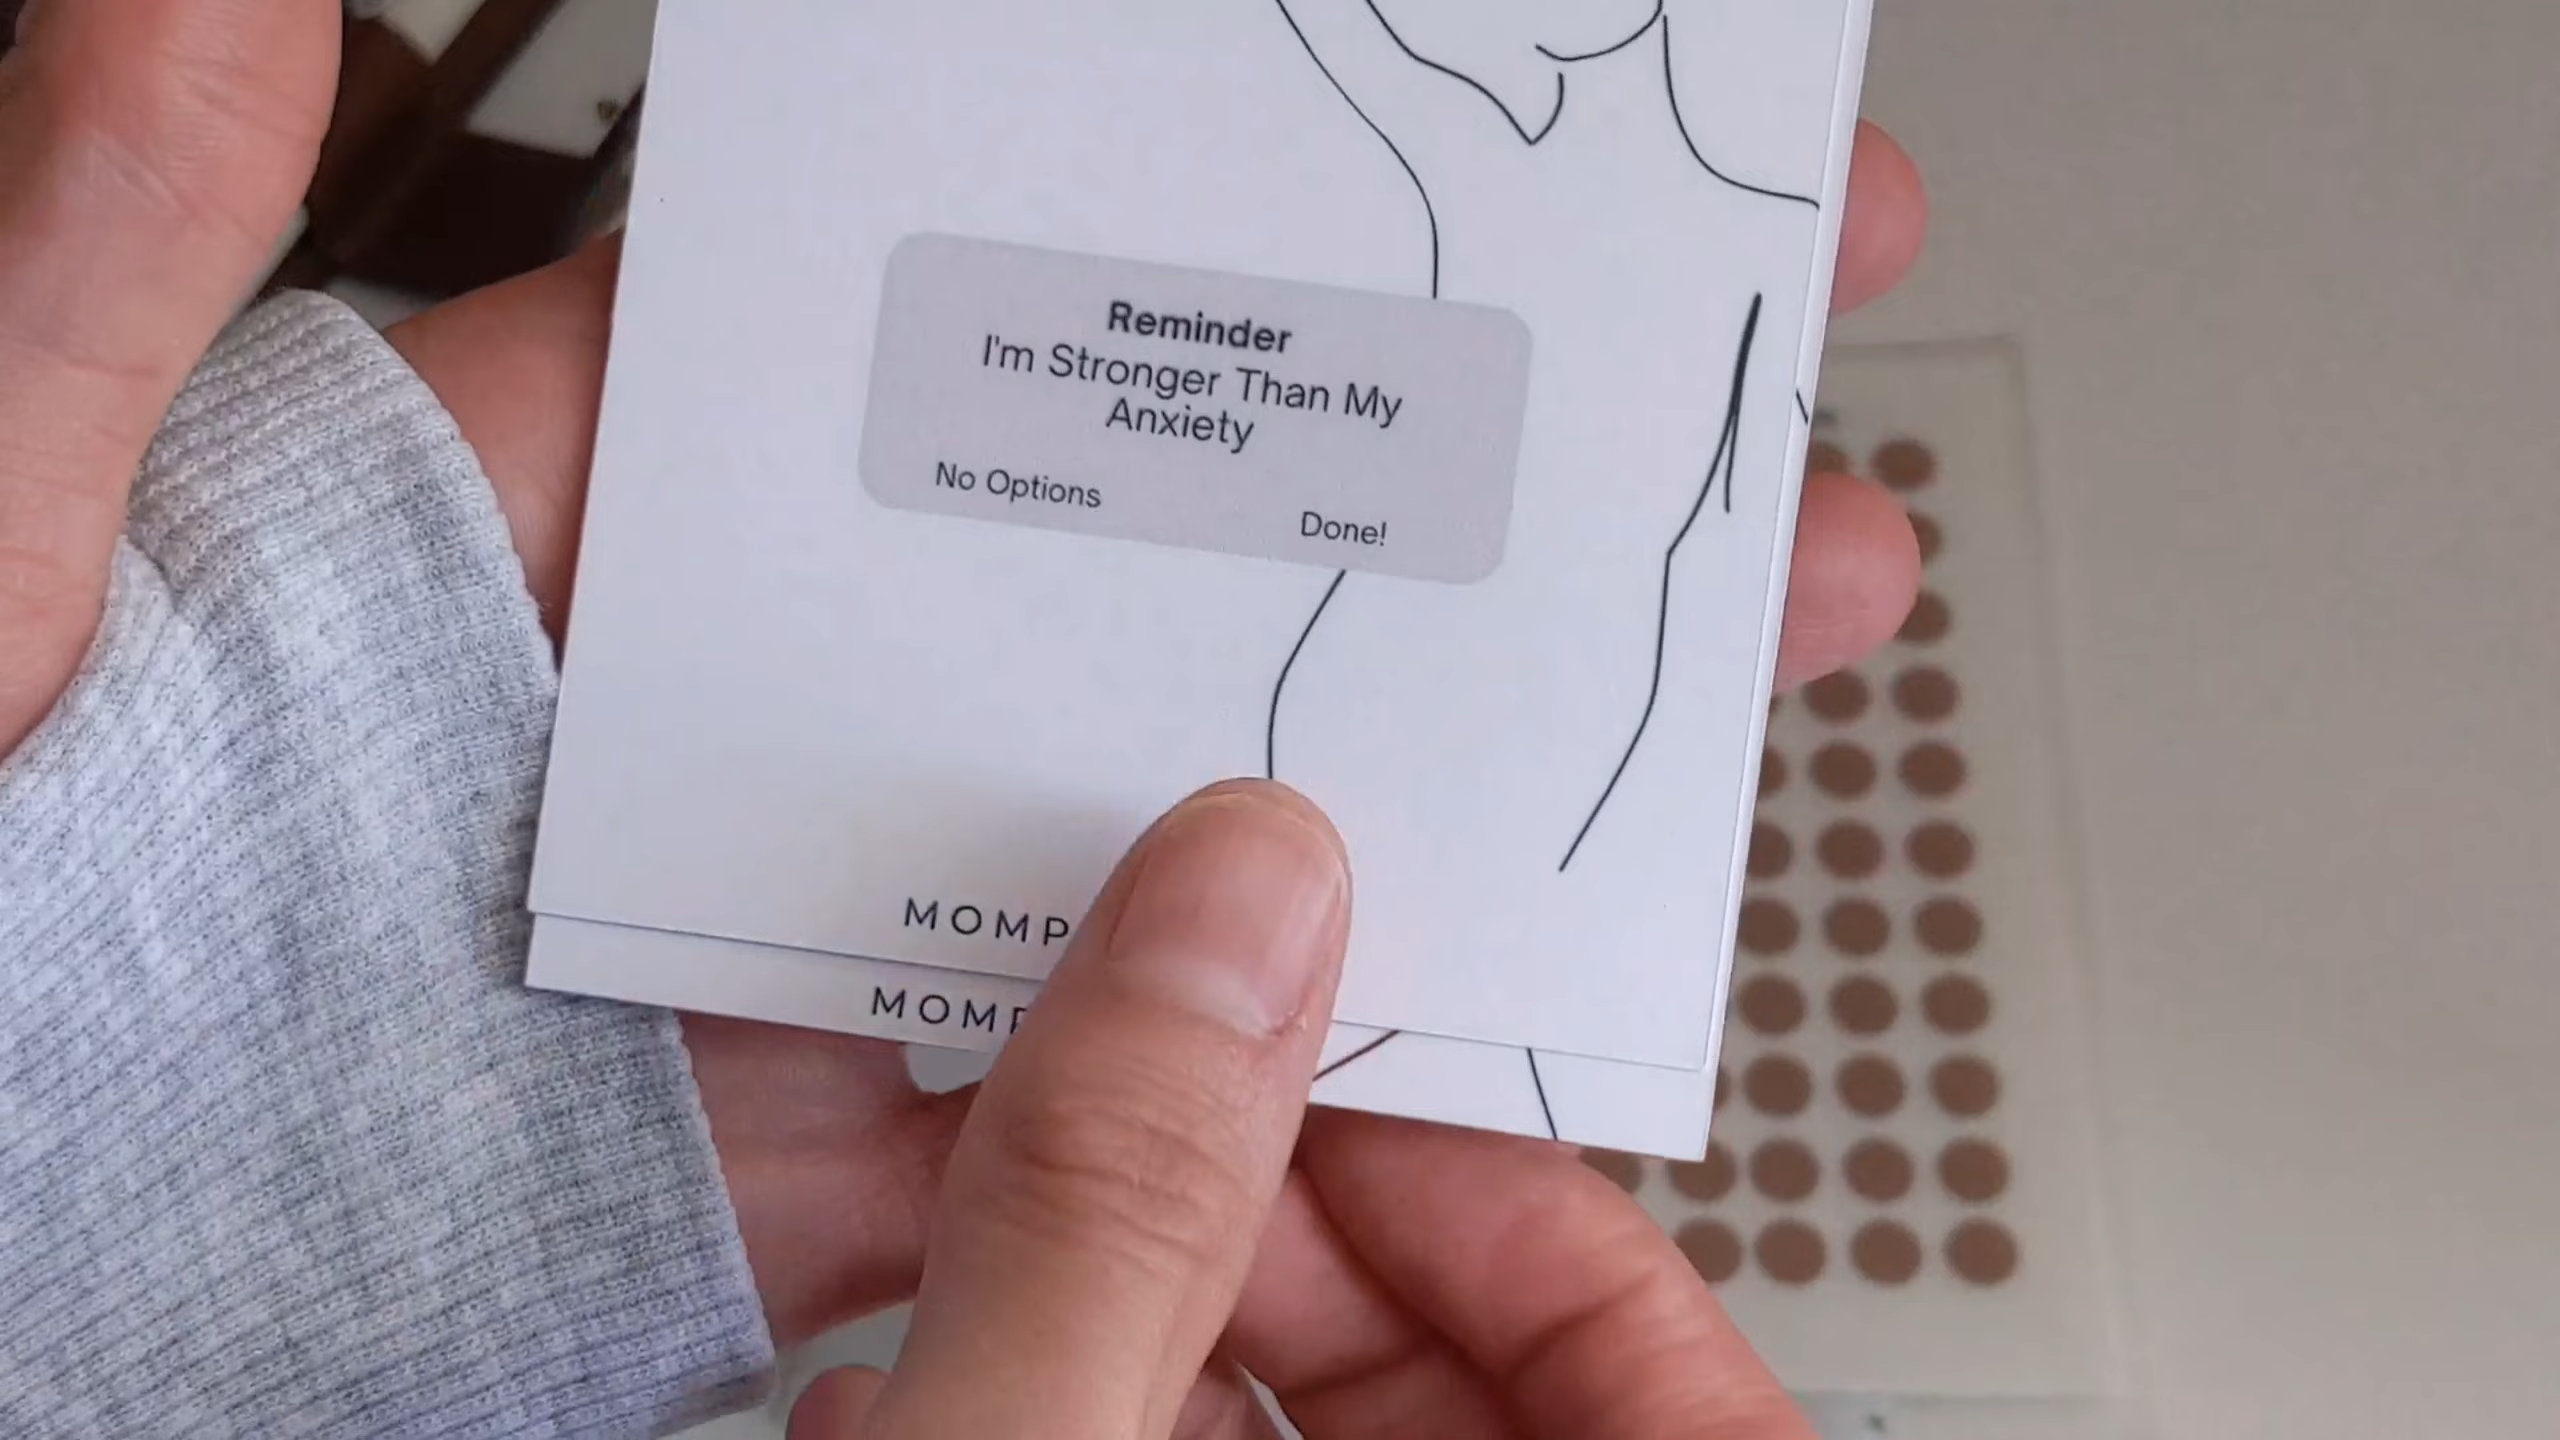 Reminder
I'm Stronger Than My
Anxiety
No Options
Done!